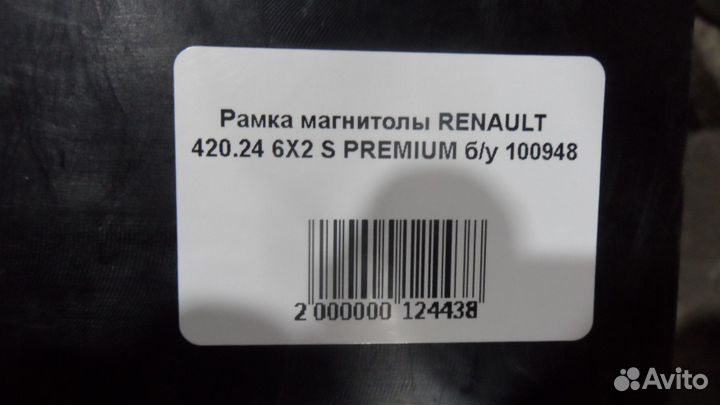 Рамка магнитолы RENAULT
420.24 6X2 S PREMIUM б/у 100948
2 000000 124438
Avito